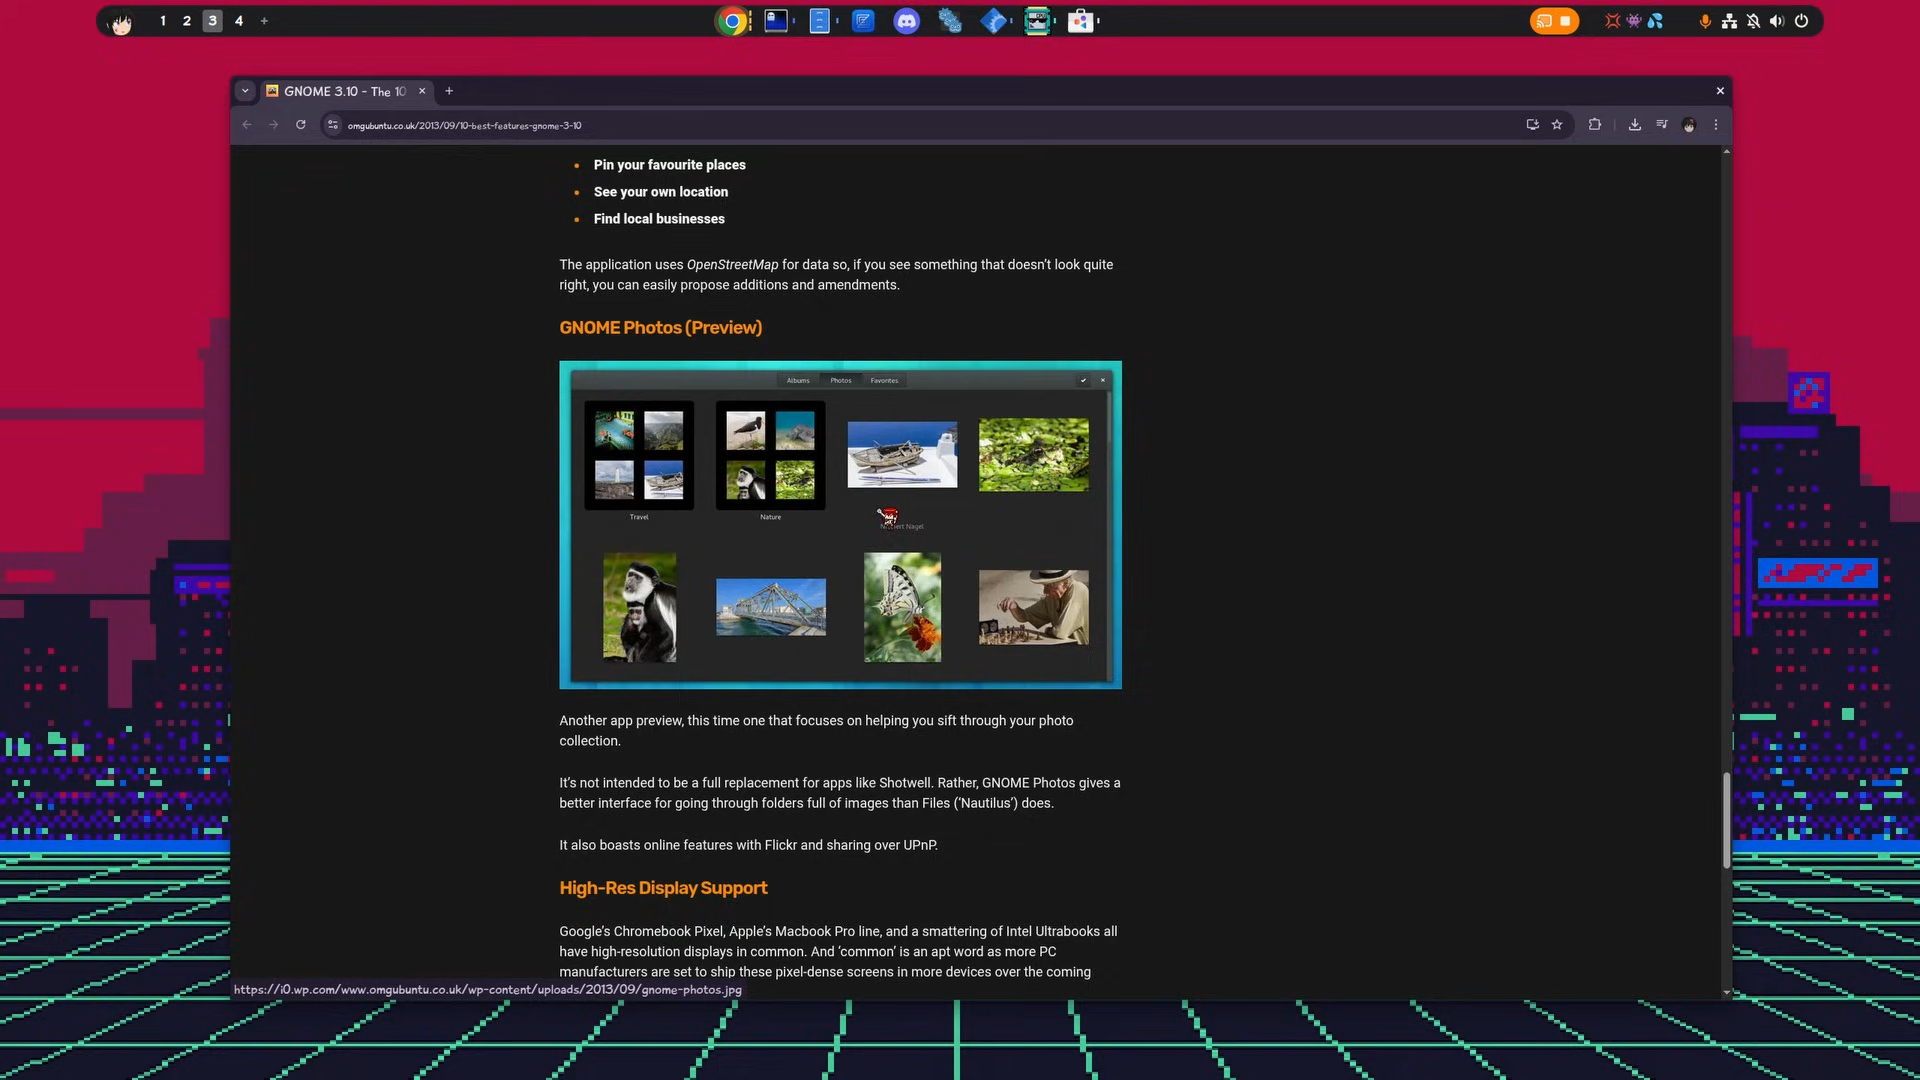 1 2 3 4 +
GNOME 3.10 - The 10
omgubuntu.co.uk/2013/09/10-best-features-gnome-3-10
Pin your favourite places
See your own location
Find local businesses
The application uses OpenStreetMap for data so, if you see something that doesn’t look quite
right, you can easily propose additions and amendments.
GNOME Photos (Preview)
Albums Photos Favorites
Travel
Nature
Nagel
Another app preview, this time one that focuses on helping you sift through your photo
collection.
It’s not intended to be a full replacement for apps like Shotwell. Rather, GNOME Photos gives a
better interface for going through folders full of images than Files (‘Nautilus’) does.
It also boasts online features with Flickr and sharing over UPnP.
High-Res Display Support
Google’s Chromebook Pixel, Apple’s Macbook Pro line, and a smattering of Intel Ultrabooks all
have high-resolution displays in common. And ‘common’ is an apt word as more PC
manufacturers are set to ship these pixel-dense screens in more devices over the coming
https://i0.wp.com/www.omgubuntu.co.uk/wp-content/uploads/2013/09/gnome-photos.jpg